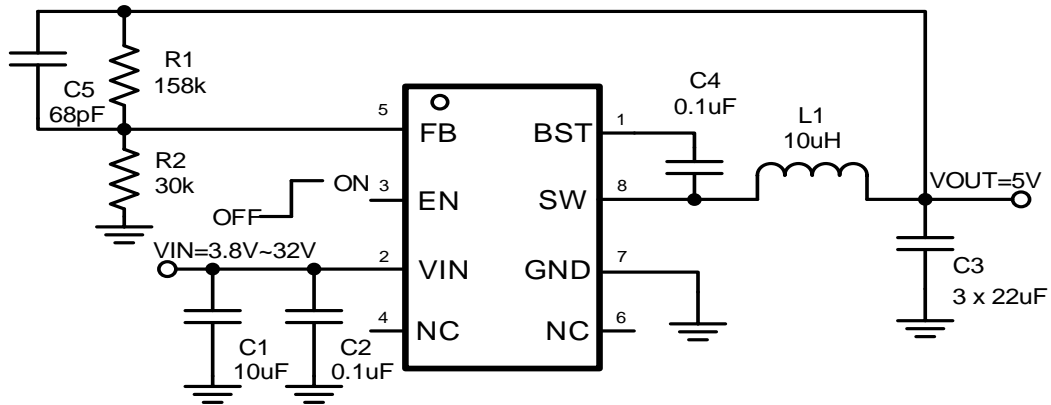 R1
158k
C5
68pF
R2
30k
5
FB
BST
1
C4
0.1uF
L1
10uH
ON
OFF
3
EN
SW
8
VOUT=5V
VIN=3.8V~32V
2
VIN
GND
7
C3
3 x 22uF
4
NC
NC
6
C1
10uF
C2
0.1uF